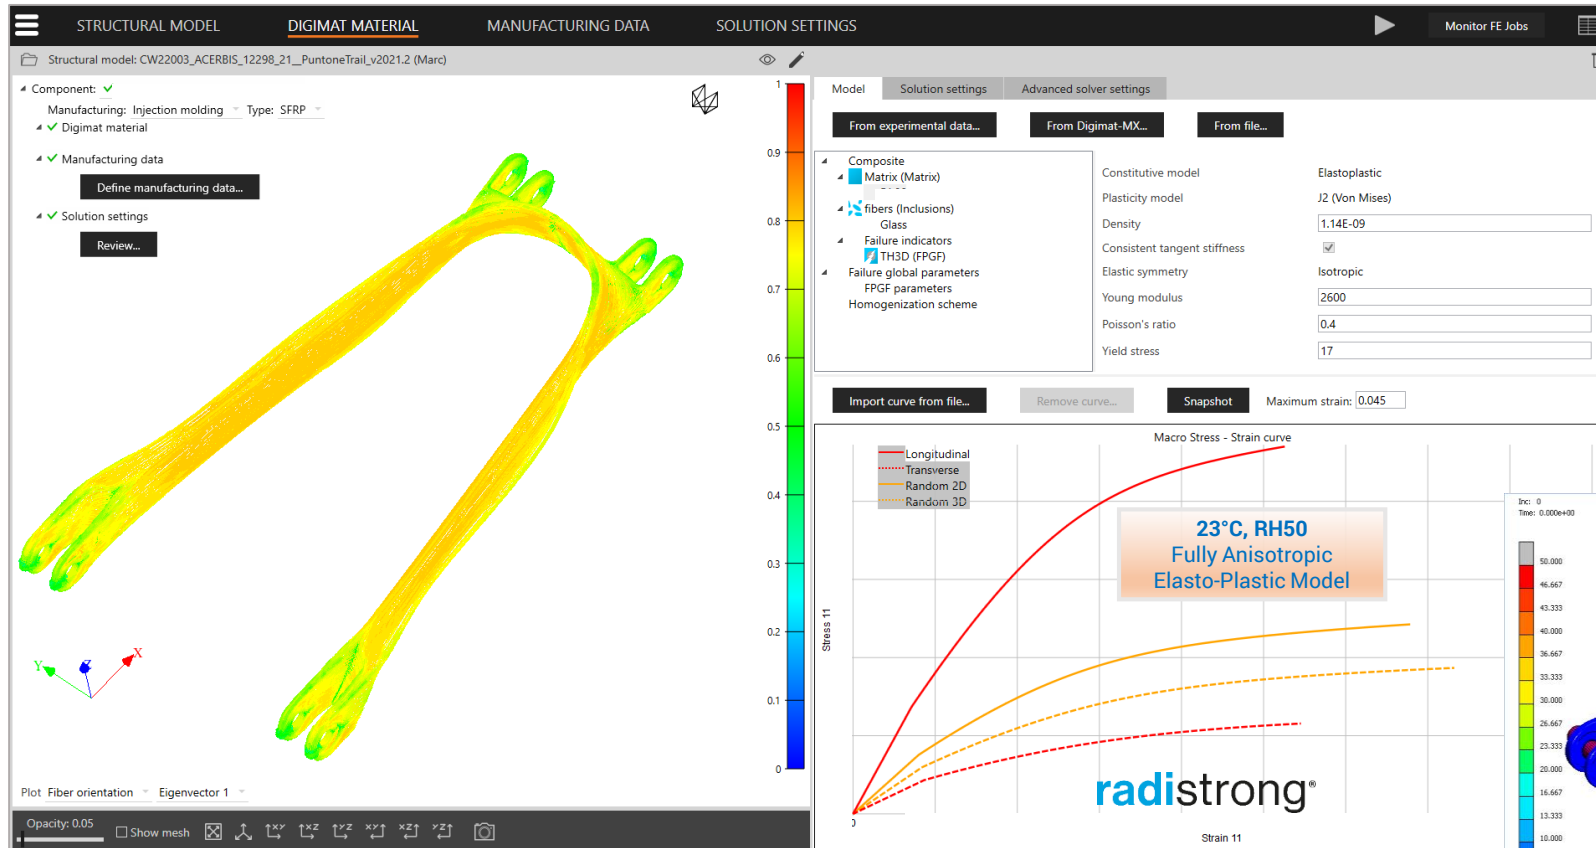 STRUCTURAL MODEL
DIGIMAT MATERIAL
MANUFACTURING DATA
SOLUTION SETTINGS
Monitor FE Jobs
Structural model: CW22003_ACERBIS_12298_21__PuntoneTrail_v2021.2 (Marc)
Component:
Manufacturing: Injection molding Type: SFRP
Digimat material
Manufacturing data
Define manufacturing data...
Solution settings
Review...
1
0.9
0.8
0.7
0.6
0.5
0.4
0.3
0.2
0.1
0
Y
Z
X
Plot Fiber orientation Eigenvector 1
Opacity: 0.05
Show mesh
XY
XZ
YZ
XY
XZ
YZ
Model
Solution settings
Advanced solver settings
From experimental data...
From Digimat-MX...
From file...
Composite
Matrix (Matrix)
fibers (Inclusions)
Glass
Failure indicators
TH3D (FPGF)
Failure global parameters
FPGF parameters
Homogenization scheme
Constitutive model Elastoplastic
Plasticity model J2 (Von Mises)
Density 1.14E-09
Consistent tangent stiffness
Elastic symmetry Isotropic
Young modulus 2600
Poisson's ratio 0.4
Yield stress 17
Import curve from file...
Remove curve...
Snapshot
Maximum strain: 0.045
Macro Stress - Strain curve
Longitudinal
Transverse
Random 2D
Random 3D
23°C, RH50
Fully Anisotropic
Elasto-Plastic Model
Stress 11
0
Strain 11
radistrong®
Inc: 0
Time: 0.000e+00
50.000
46.667
43.333
40.000
36.667
33.333
30.000
26.667
23.333
20.000
16.667
13.333
10.000